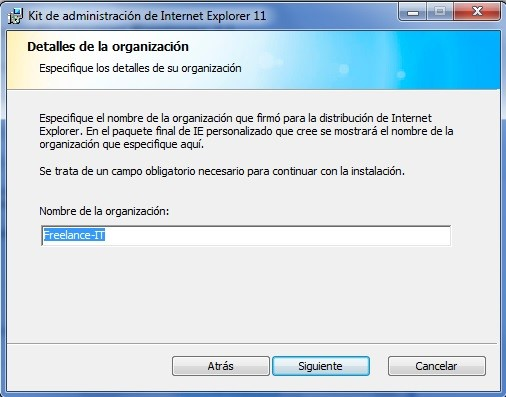 Kit de administración de Internet Explorer 11
Detalles de la organización
Especifique los detalles de su organización
Especifique el nombre de la organización que firmó para la distribución de Internet
Explorer. En el paquete final de IE personalizado que cree se mostrará el nombre de la
organización que especifique aquí.
Se trata de un campo obligatorio necesario para continuar con la instalación.
Nombre de la organización:
Freelance-IT
Atrás
Siguiente
Cancelar